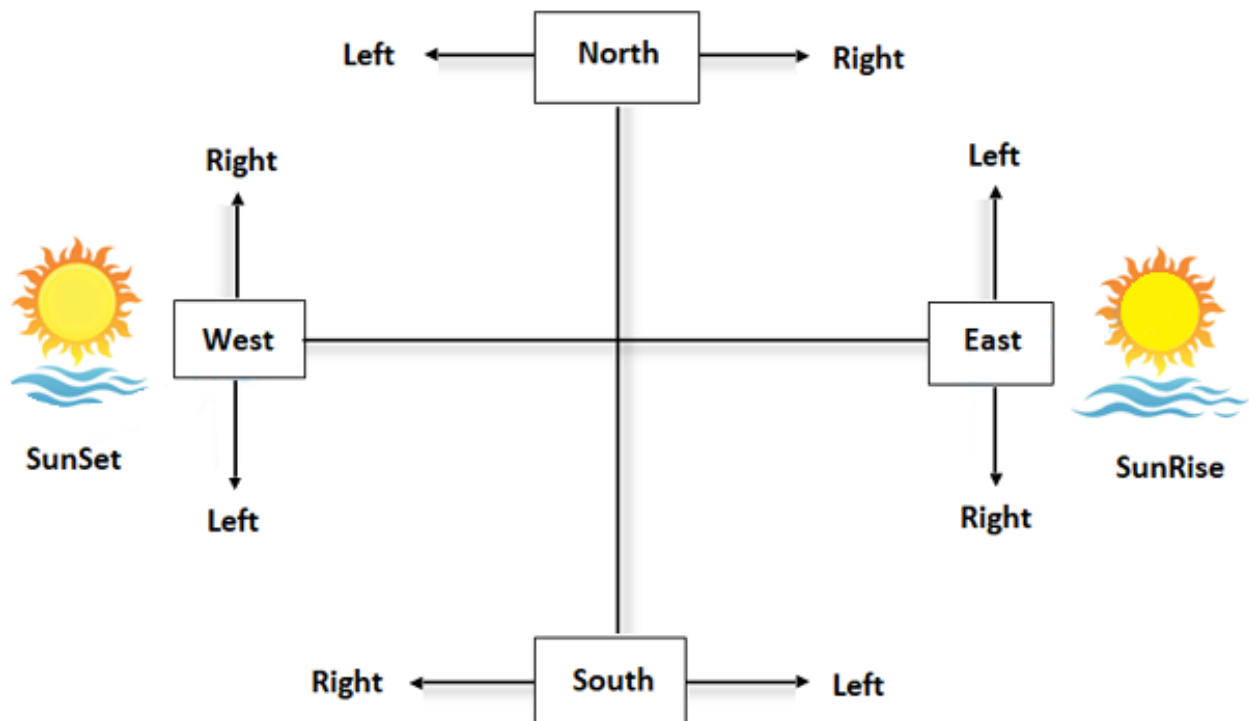 Left
North
Right
Right
Left
West
East
SunSet
SunRise
Left
Right
Right
South
Left